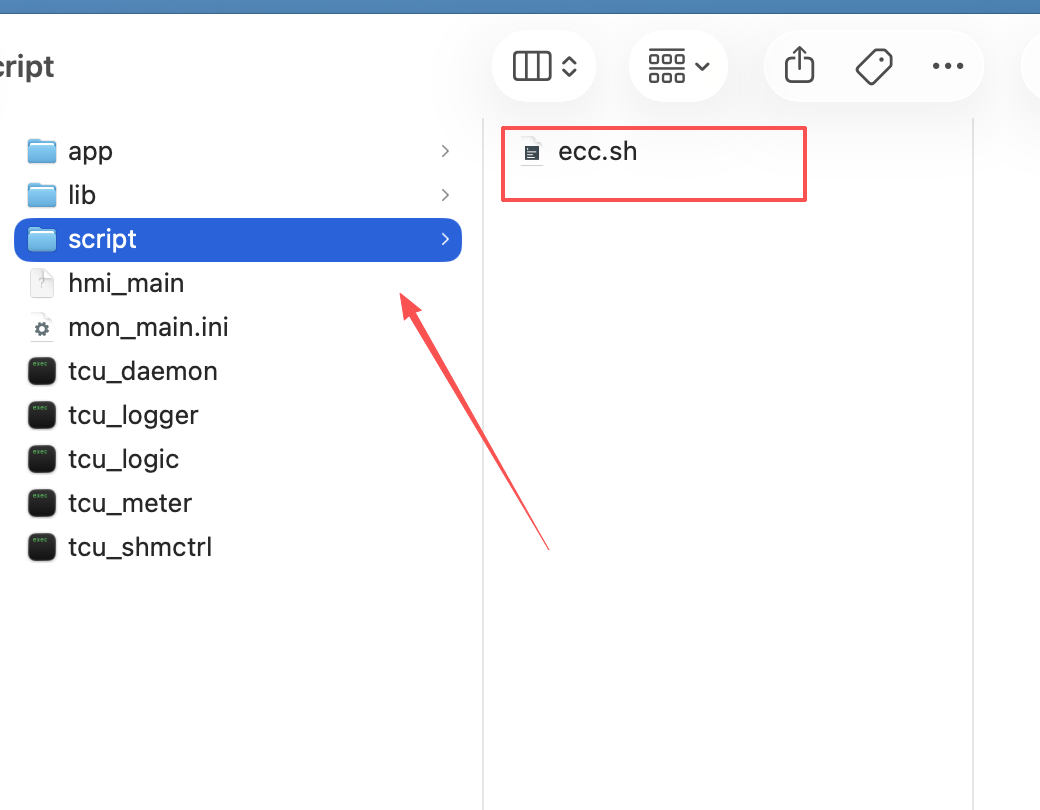 cript
app
lib
script
hmi_main
mon_main.ini
tcu_daemon
tcu_logger
tcu_logic
tcu_meter
tcu_shmctrl
ecc.sh